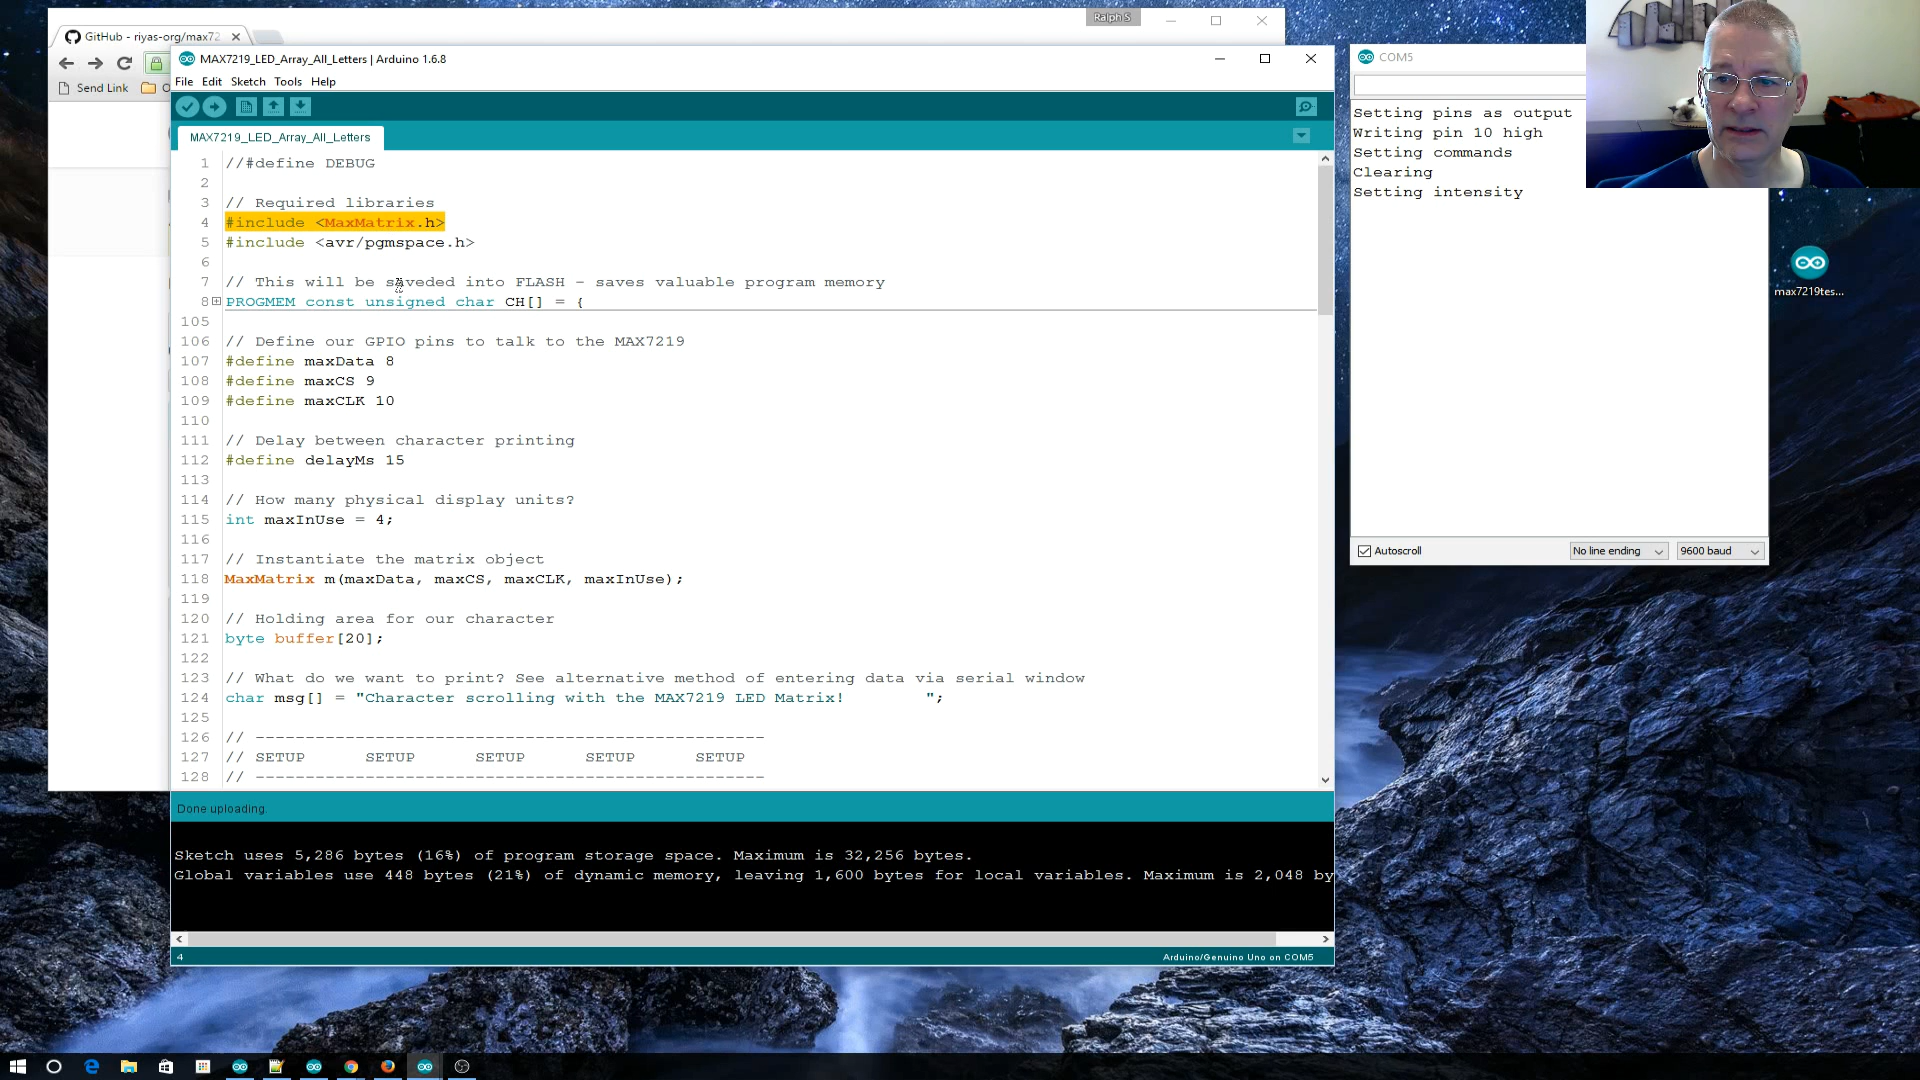 Ralph S
GitHub - riyas-org/max72
Send Link
MAX7219_LED_Array_All_Letters | Arduino 1.6.8
File Edit Sketch Tools Help
MAX7219_LED_Array_All_Letters
1 //#define DEBUG
2
3 // Required libraries
4 #include <MaxMatrix.h>
5 #include <avr/pgmspace.h>
6
7 // This will be saveded into FLASH - saves valuable program memory
8 PROGMEM const unsigned char CH[] = {
105
106 // Define our GPIO pins to talk to the MAX7219
107 #define maxData 8
108 #define maxCS 9
109 #define maxCLK 10
110
111 // Delay between character printing
112 #define delayMs 15
113
114 // How many physical display units?
115 int maxInUse = 4;
116
117 // Instantiate the matrix object
118 MaxMatrix m(maxData, maxCS, maxCLK, maxInUse);
119
120 // Holding area for our character
121 byte buffer[20];
122
123 // What do we want to print? See alternative method of entering data via serial window
124 char msg[] = "Character scrolling with the MAX7219 LED Matrix!        ";
125
126 // ---------------------------------------------------
127 // SETUP      SETUP      SETUP      SETUP      SETUP
128 // ---------------------------------------------------
Done uploading.
Sketch uses 5,286 bytes (16%) of program storage space. Maximum is 32,256 bytes.
Global variables use 448 bytes (21%) of dynamic memory, leaving 1,600 bytes for local variables. Maximum is 2,048 by
4
Arduino/Genuino Uno on COM5
COM5
Setting pins as output
Writing pin 10 high
Setting commands
Clearing
Setting intensity
Autoscroll
No line ending
9600 baud
max7219tes...